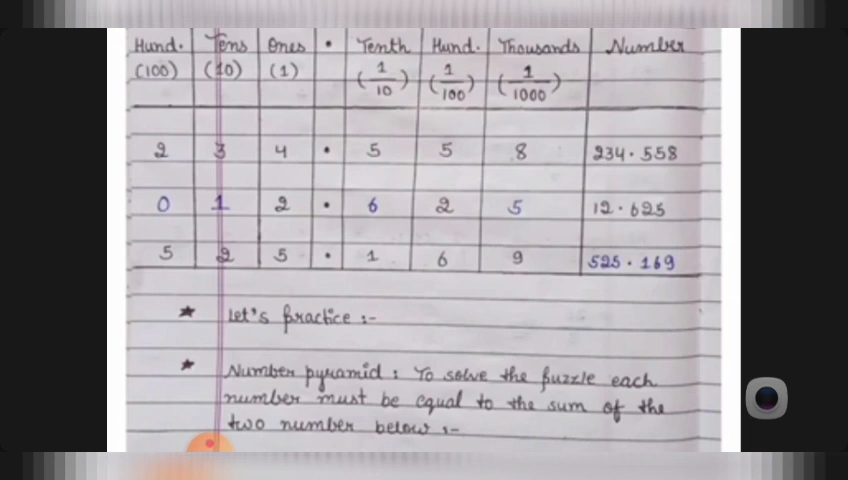 Hund. Tens Ones • Tenth Hund. Thousands Number
(100) (10) (1) (1/10) (1/100) (1/1000)
2 3 4 • 5 5 8 234.558
0 1 2 • 6 2 5 12.625
5 2 5 • 1 6 9 525.169
★ Let's practice :-
★ Number pyramid : To solve the puzzle each
number must be equal to the sum of the
two number below :-